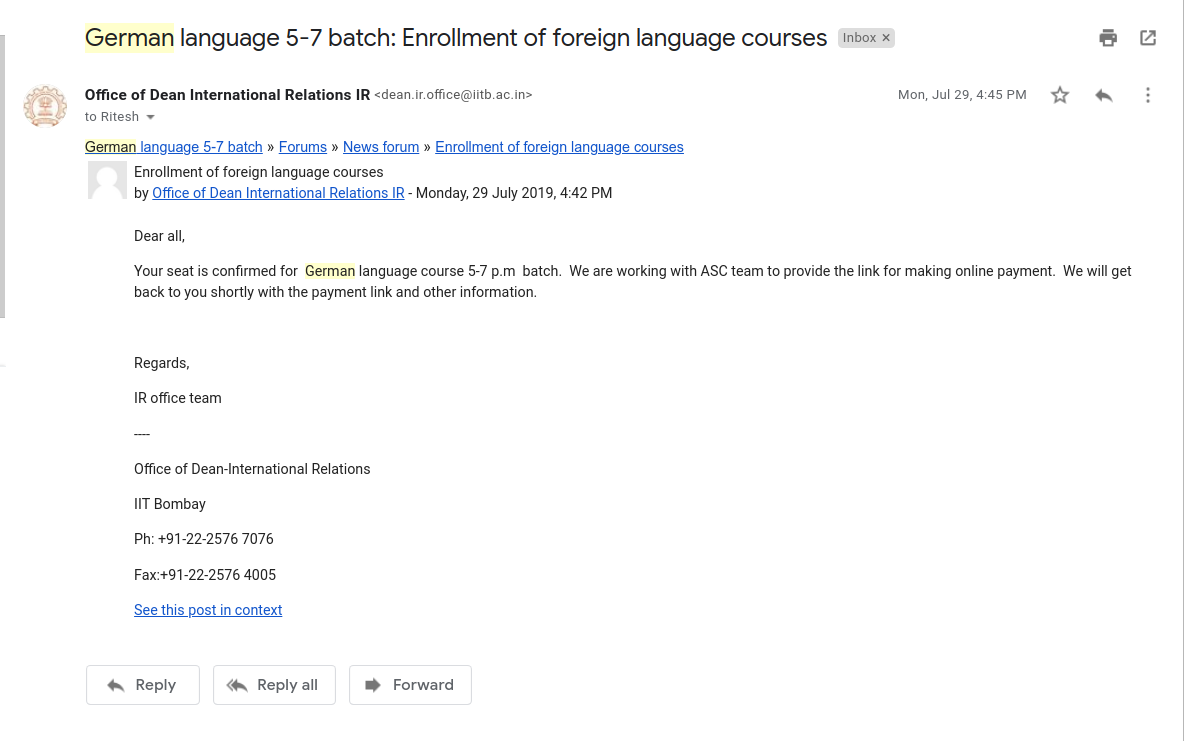 German language 5-7 batch: Enrollment of foreign language courses Inbox ×
Office of Dean International Relations IR <dean.ir.office@iitb.ac.in> Mon, Jul 29, 4:45 PM
to Ritesh
German language 5-7 batch » Forums » News forum » Enrollment of foreign language courses
Enrollment of foreign language courses
by Office of Dean International Relations IR - Monday, 29 July 2019, 4:42 PM
Dear all,
Your seat is confirmed for  German language course 5-7 p.m  batch.  We are working with ASC team to provide the link for making online payment.  We will get
back to you shortly with the payment link and other information.
Regards,
IR office team
----
Office of Dean-International Relations
IIT Bombay
Ph: +91-22-2576 7076
Fax:+91-22-2576 4005
See this post in context
Reply Reply all Forward